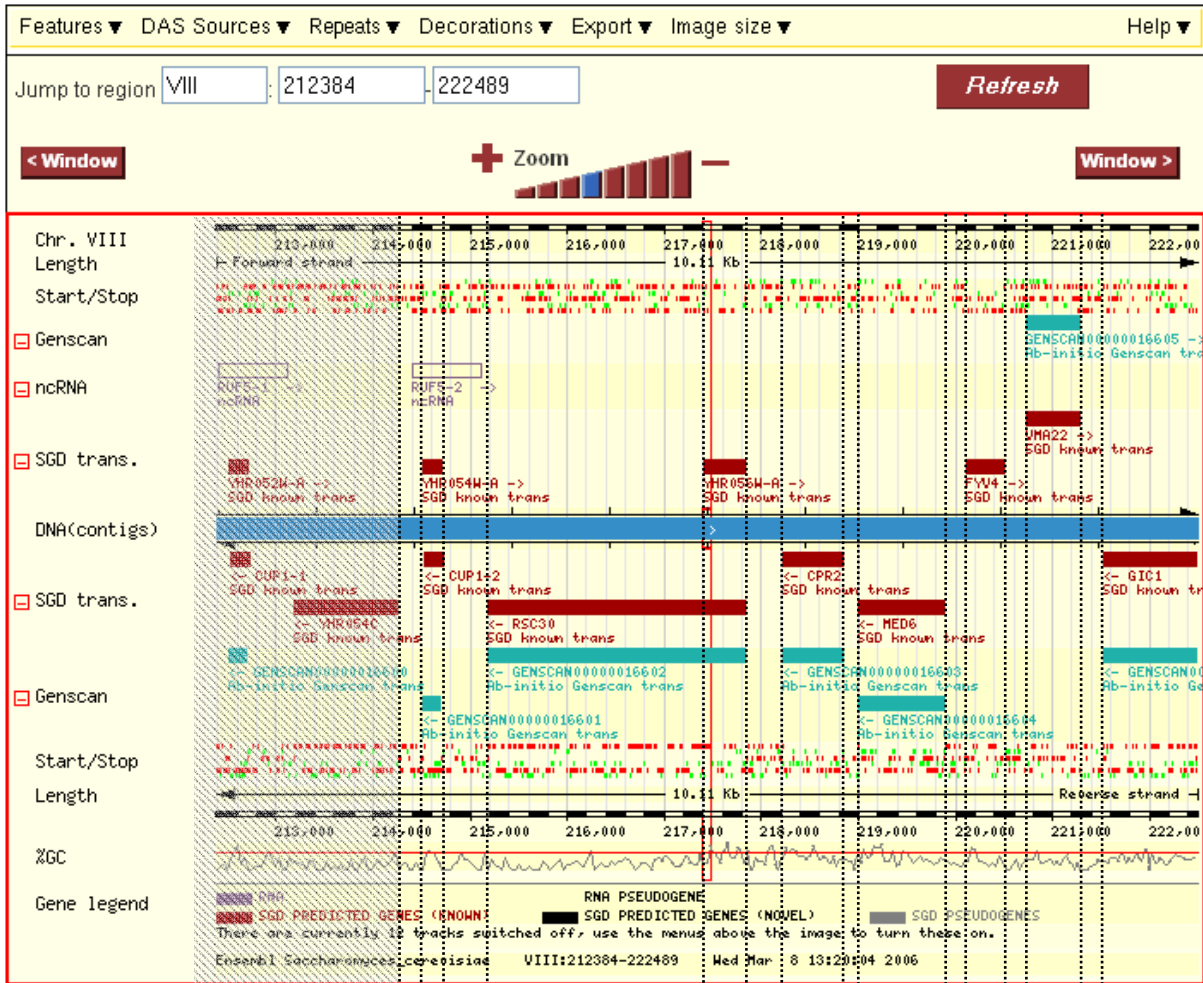 Features ▼ DAS Sources ▼ Repeats ▼ Decorations ▼ Export ▼ Image size ▼ Help ▼
Jump to region VIII : 212384 - 222489 Refresh
< Window Zoom Window >
Chr. VIII 213,000 214,000 215,000 216,000 217,000 218,000 219,000 220,000 221,000 222,000
Length Forward strand 10.11 Kb
Start/Stop
Genscan
GENSCAN00000016605 ->
Ab-initio Genscan tra
ncRNA
RUF5-1 -> RUF5-2 ->
ncRNA ncRNA
VMA22 ->
SGD known trans
SGD trans.
YHR052W-A -> YHR054W-A -> YHR056W-A -> FYV4 ->
SGD known trans SGD known trans SGD known trans SGD known trans
DNA(contigs) >
<- CUP1-1 <- CUP1-2 <- CPR2 <- GIC1
SGD known trans SGD known trans SGD known trans SGD known tr
SGD trans.
<- YHR054C <- RSC30 <- MED6
SGD known trans SGD known trans SGD known trans
<- GENSCAN00000016600 <- GENSCAN00000016602 <- GENSCAN00000016603 <- GENSCAN00
Ab-initio Genscan trans Ab-initio Genscan trans Ab-initio Genscan trans Ab-initio Ge
Genscan
<- GENSCAN00000016601 <- GENSCAN00000016604
Ab-initio Genscan trans Ab-initio Genscan trans
Start/Stop
Length 10.11 Kb Reverse strand
213,000 214,000 215,000 216,000 217,000 218,000 219,000 220,000 221,000 222,000
%GC
Gene legend RNA RNA PSEUDOGENE
SGD PREDICTED GENES (KNOWN) SGD PREDICTED GENES (NOVEL) SGD PSEUDOGENES
There are currently 12 tracks switched off, use the menus above the image to turn these on.
Ensembl Saccharomyces_cerevisiae VIII:212384-222489 Wed Mar 8 13:20:04 2006